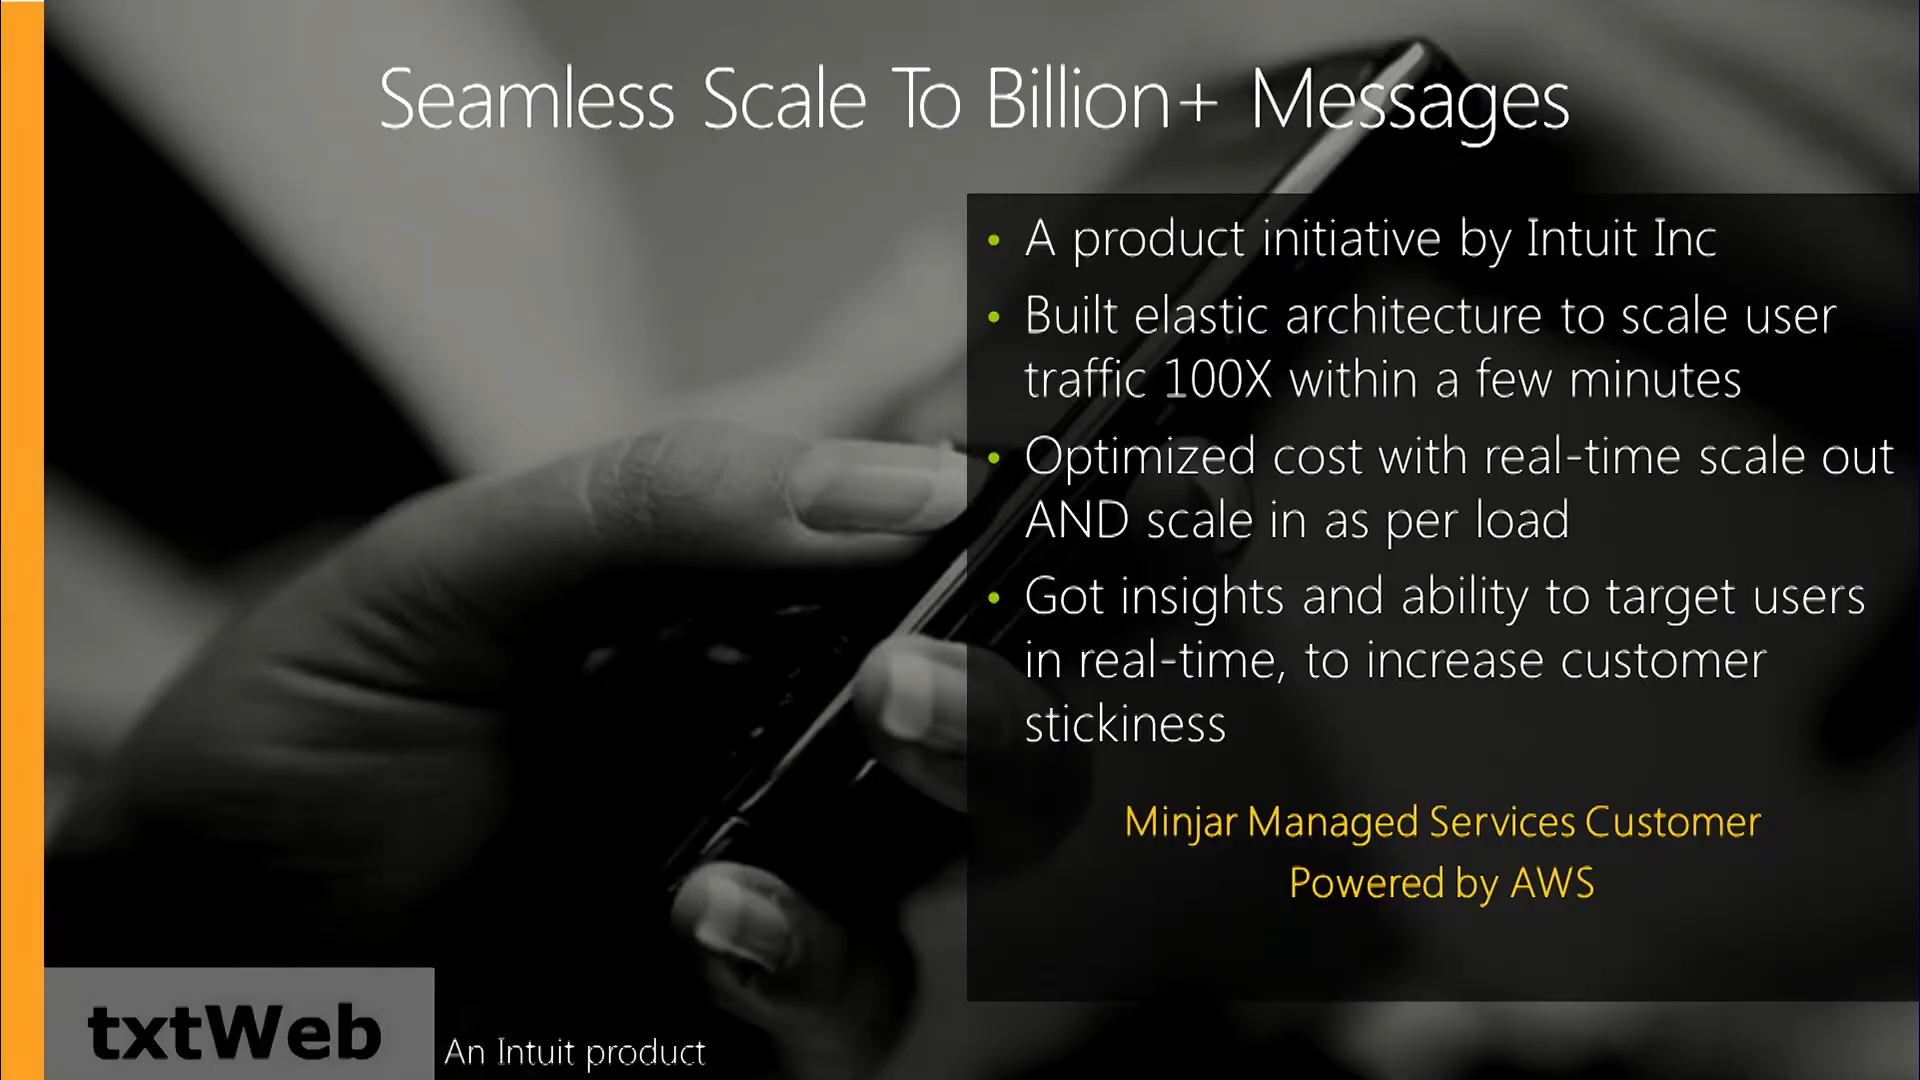 Seamless Scale To Billion+ Messages
• A product initiative by Intuit Inc
• Built elastic architecture to scale user
traffic 100X within a few minutes
• Optimized cost with real-time scale out
AND scale in as per load
• Got insights and ability to target users
in real-time, to increase customer
stickiness
Minjar Managed Services Customer
Powered by AWS
txtWeb
An Intuit product